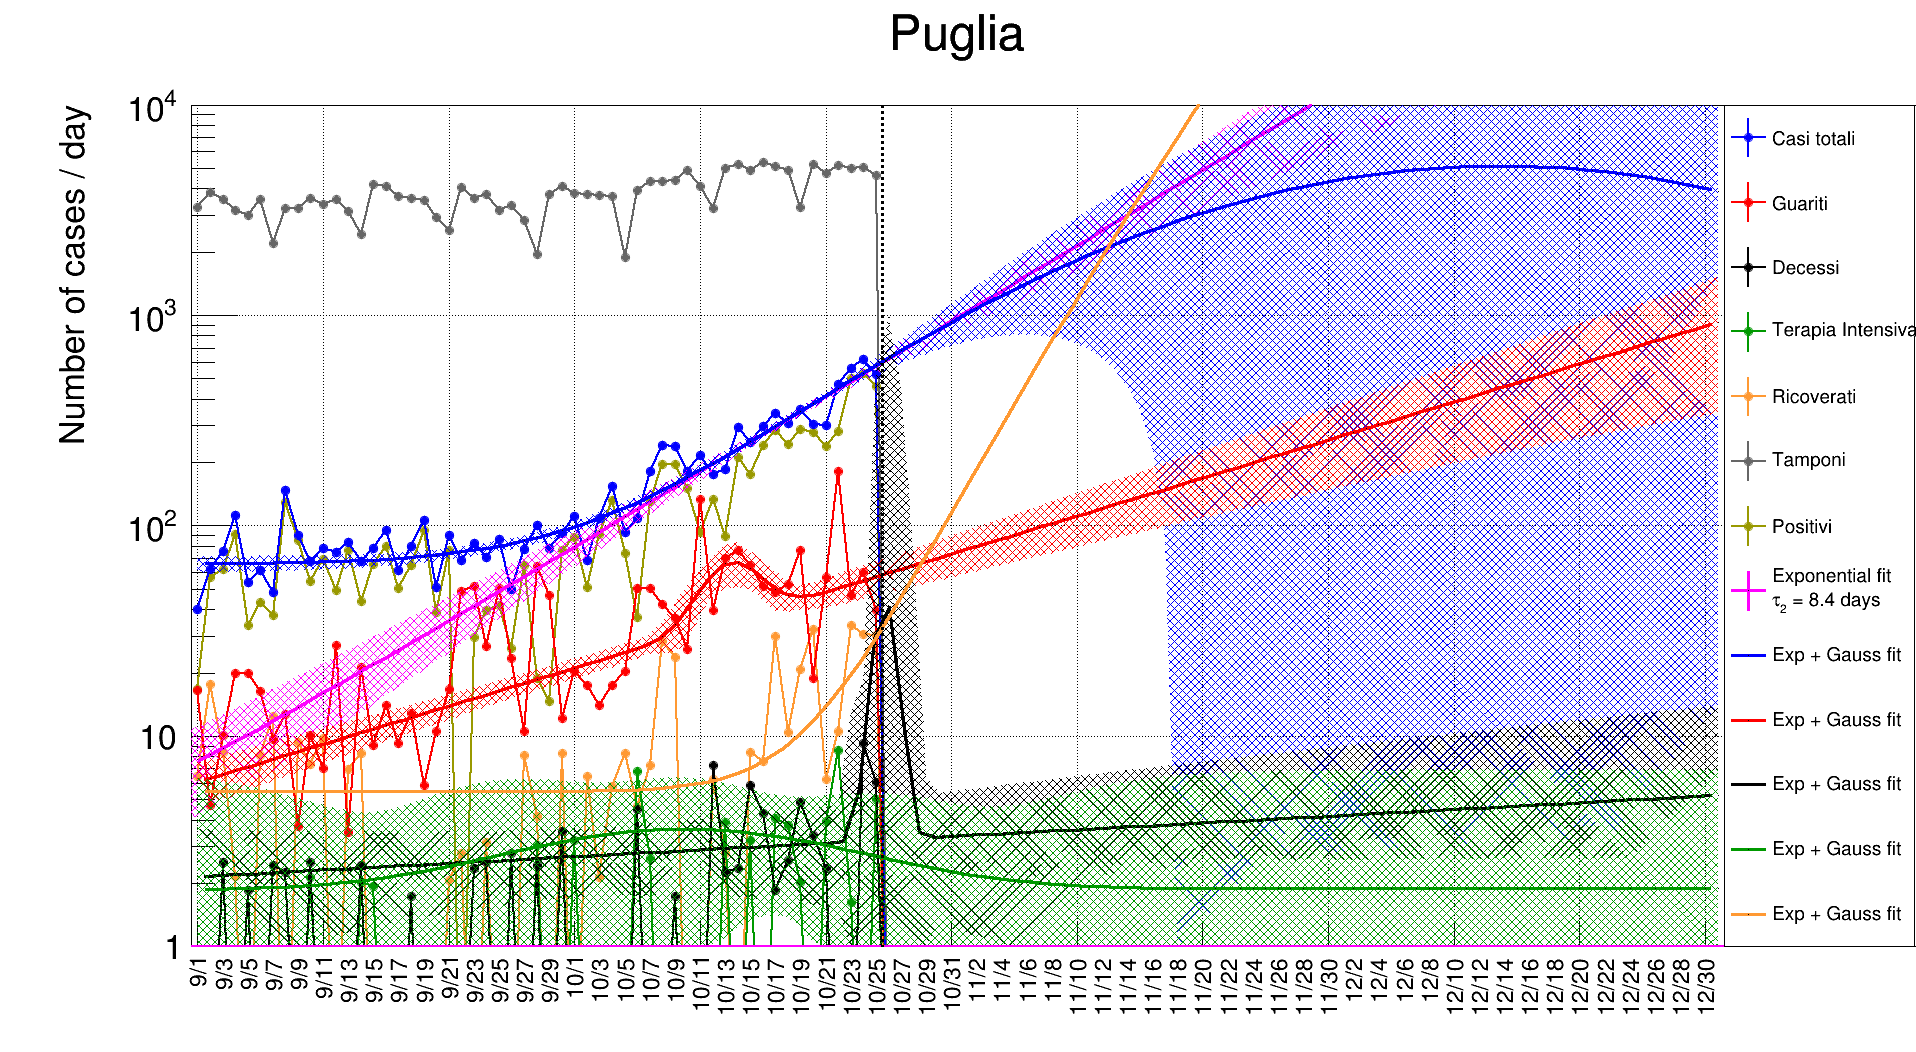 Puglia
Number of cases / day
10^4
10^3
10^2
10
1
9/1 9/3 9/5 9/7 9/9 9/11 9/13 9/15 9/17 9/19 9/21 9/23 9/25 9/27 9/29 10/1 10/3 10/5 10/7 10/9 10/11 10/13 10/15 10/17 10/19 10/21 10/23 10/25 10/27 10/29 10/31 11/2 11/4 11/6 11/8 11/10 11/12 11/14 11/16 11/18 11/20 11/22 11/24 11/26 11/28 11/30 12/2 12/4 12/6 12/8 12/10 12/12 12/14 12/16 12/18 12/20 12/22 12/24 12/26 12/28 12/30
Casi totali
Guariti
Decessi
Terapia Intensiva
Ricoverati
Tamponi
Positivi
Exponential fit
τ_2 = 8.4 days
Exp + Gauss fit
Exp + Gauss fit
Exp + Gauss fit
Exp + Gauss fit
Exp + Gauss fit